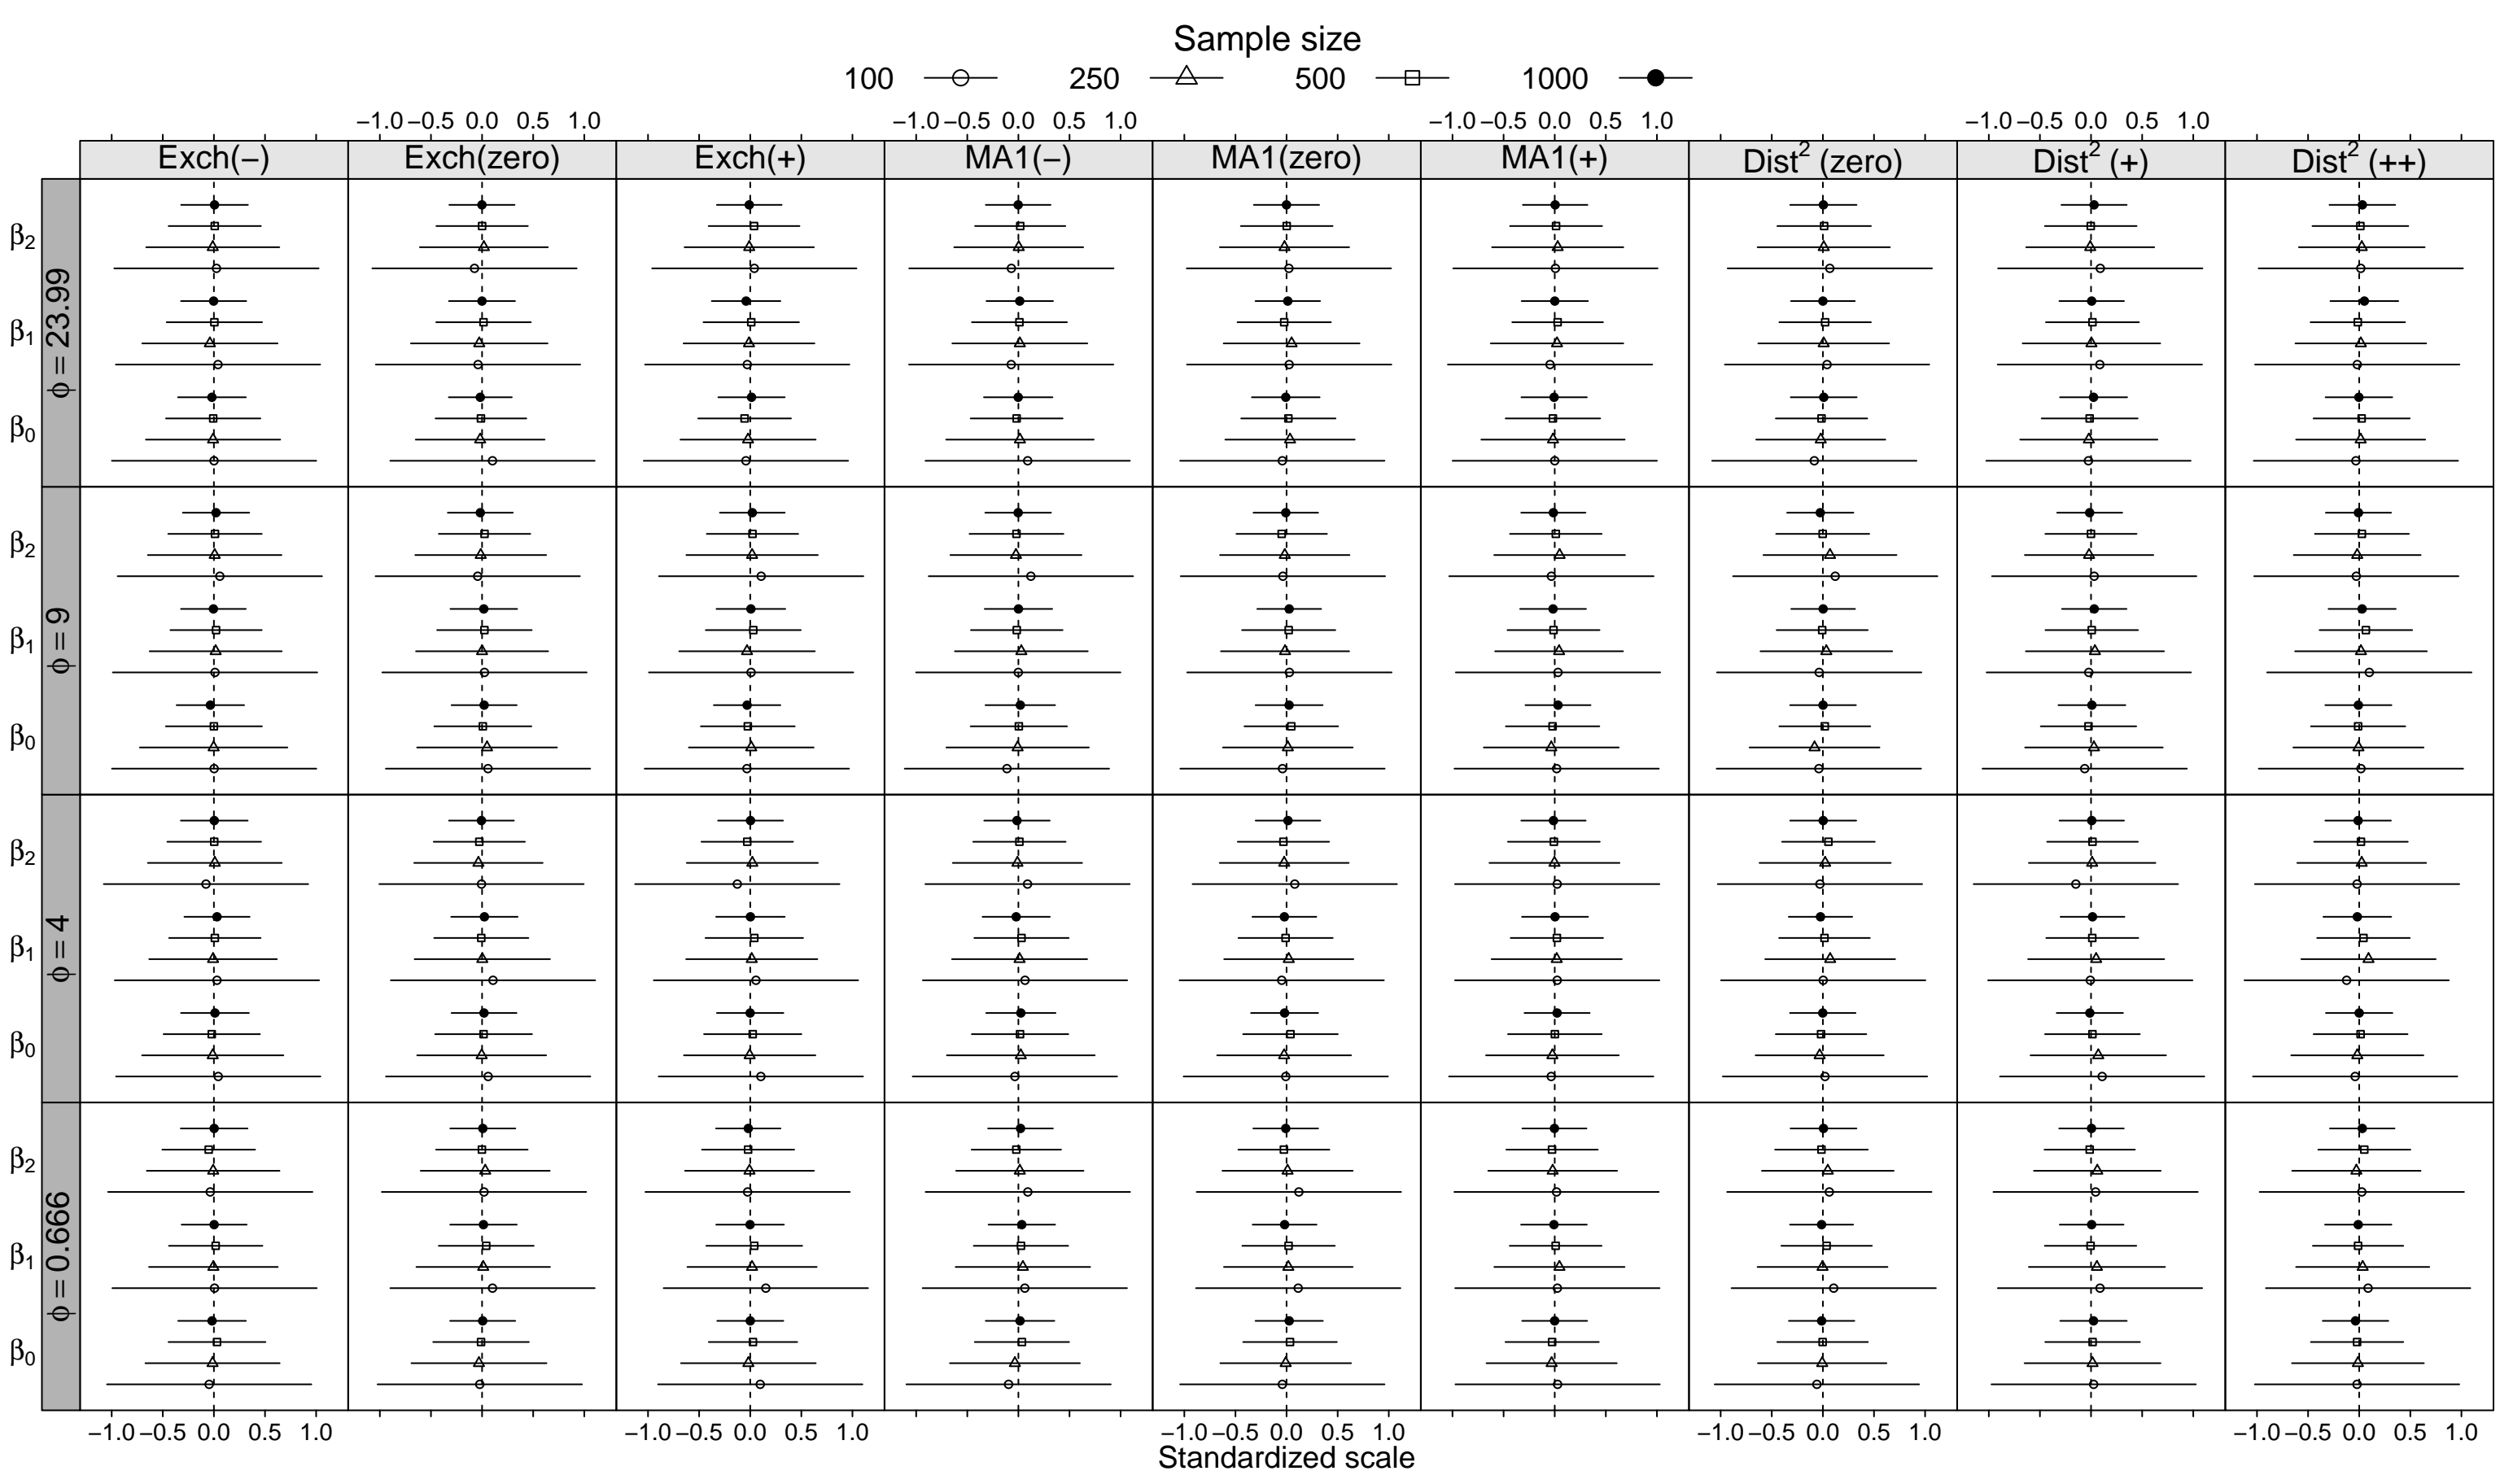 Sample size
100 250 500 1000
−1.0 −0.5 0.0 0.5 1.0 −1.0 −0.5 0.0 0.5 1.0 −1.0 −0.5 0.0 0.5 1.0 −1.0 −0.5 0.0 0.5 1.0
Exch(−) Exch(zero) Exch(+) MA1(−) MA1(zero) MA1(+) Dist² (zero) Dist² (+) Dist² (++)
ϕ = 23.99
β₂
β₁
β₀
ϕ = 9
β₂
β₁
β₀
ϕ = 4
β₂
β₁
β₀
ϕ = 0.666
β₂
β₁
β₀
−1.0 −0.5 0.0 0.5 1.0 −1.0 −0.5 0.0 0.5 1.0 −1.0 −0.5 0.0 0.5 1.0 −1.0 −0.5 0.0 0.5 1.0 −1.0 −0.5 0.0 0.5 1.0
Standardized scale